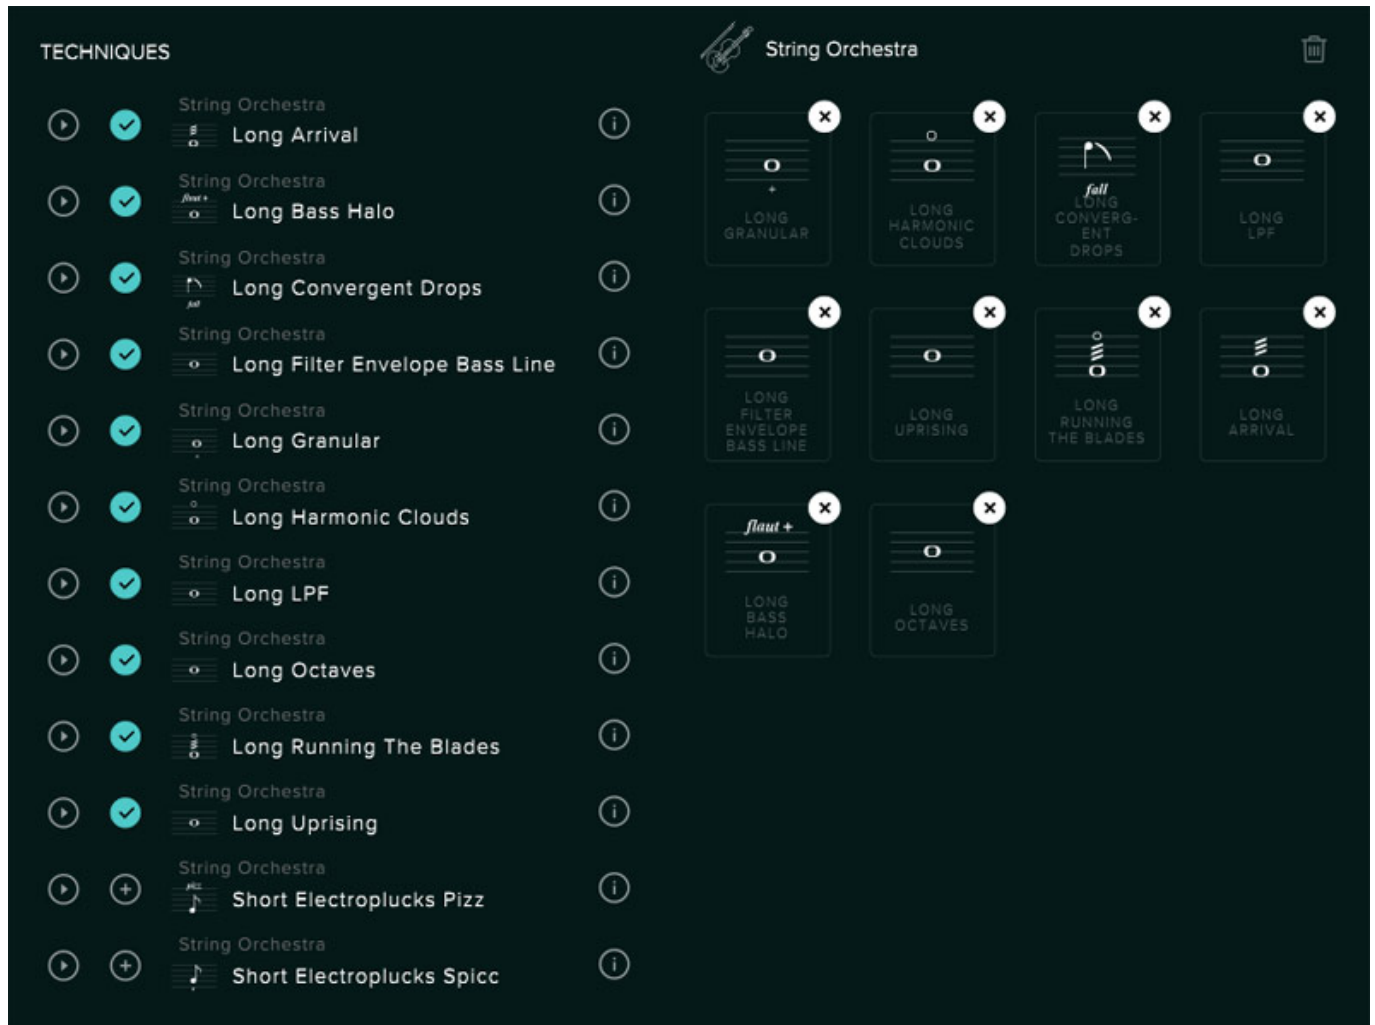 TECHNIQUES
String Orchestra
Long Arrival
String Orchestra
flaut +
Long Bass Halo
String Orchestra
fall
Long Convergent Drops
String Orchestra
Long Filter Envelope Bass Line
String Orchestra
Long Granular
String Orchestra
Long Harmonic Clouds
String Orchestra
Long LPF
String Orchestra
Long Octaves
String Orchestra
Long Running The Blades
String Orchestra
Long Uprising
String Orchestra
pizz
Short Electroplucks Pizz
String Orchestra
Short Electroplucks Spicc
String Orchestra
LONG
GRANULAR
LONG
HARMONIC
CLOUDS
fall
LONG
CONVERG-
ENT
DROPS
LONG
LPF
LONG
FILTER
ENVELOPE
BASS LINE
LONG
UPRISING
LONG
RUNNING
THE BLADES
LONG
ARRIVAL
flaut +
LONG
BASS
HALO
LONG
OCTAVES